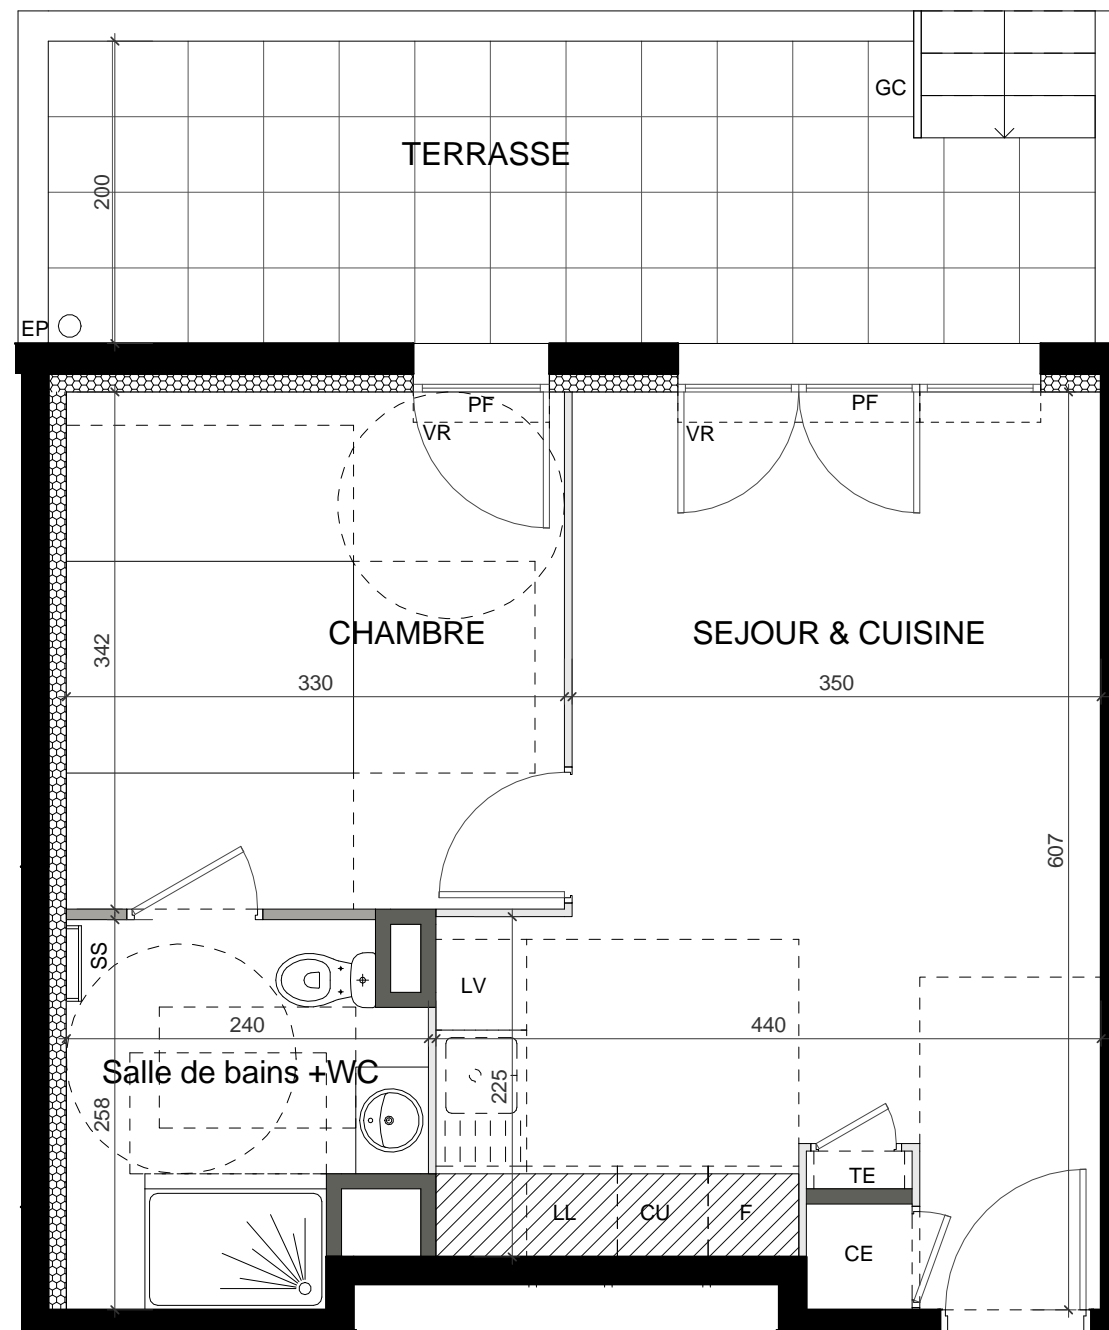 GC
TERRASSE
200
EP
PF
VR
PF
VR
CHAMBRE
SEJOUR & CUISINE
342
330
350
607
SS
LV
240
440
Salle de bains +WC
225
258
TE
LL
CU
F
CE